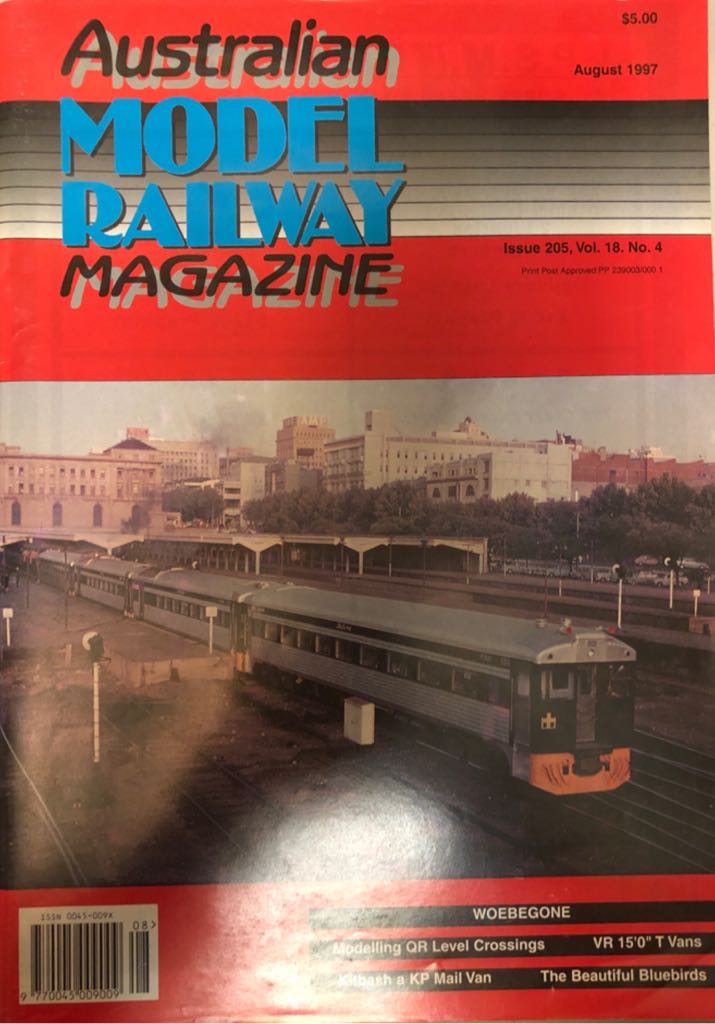 $5.00
August 1997
Australian
MODEL
RAILWAY
MAGAZINE
Issue 205, Vol. 18. No. 4
Print Post Approved:PP 239003/000 1
ISSN 0045-009X
08>
9 770045 009009
WOEBEGONE
Modelling QR Level Crossings VR 15'0" T Vans
Kitbash a KP Mail Van The Beautiful Bluebirds